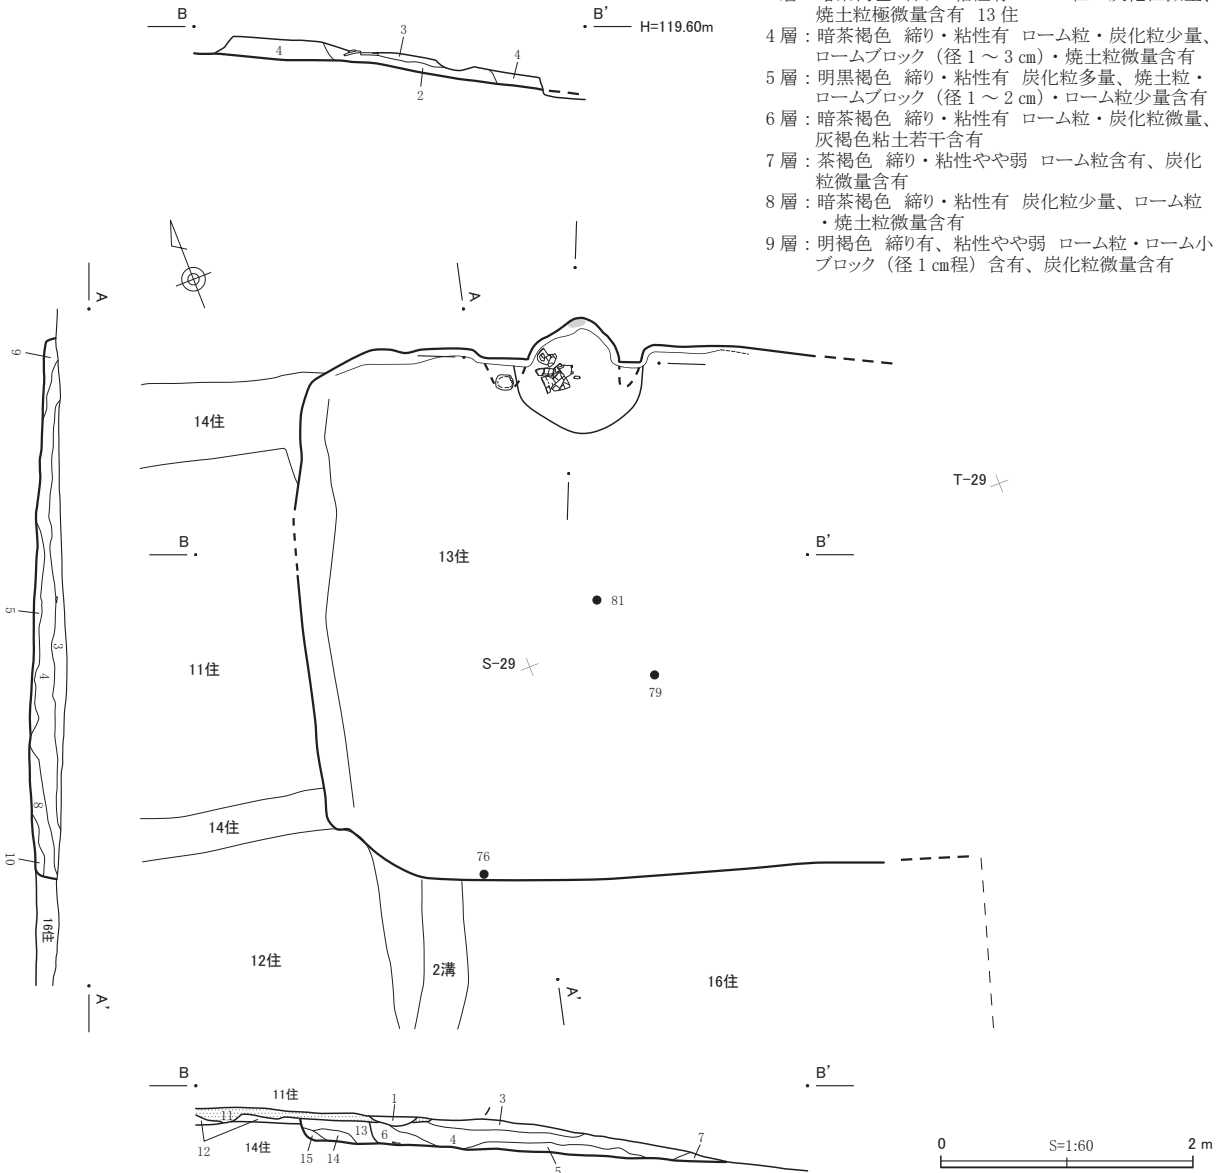 焼土粒極微量含有 13 住
4 層：暗茶褐色 締り・粘性有 ローム粒・炭化粒少量、
ロームブロック（径 1 ～ 3 ㎝）・焼土粒微量含有
5 層：明黒褐色 締り・粘性有 炭化粒多量、焼土粒・
ロームブロック（径 1 ～ 2 ㎝）・ローム粒少量含有
6 層：暗茶褐色 締り・粘性有 ローム粒・炭化粒微量、
灰褐色粘土若干含有
7 層：茶褐色 締り・粘性やや弱 ローム粒含有、炭化
粒微量含有
8 層：暗茶褐色 締り・粘性有 炭化粒少量、ローム粒
・焼土粒微量含有
9 層：明褐色 締り有、粘性やや弱 ローム粒・ローム小
ブロック（径 1 ㎝程）含有、炭化粒微量含有
B
B’
H=119.60m
4
3
2
4
A
A
9
5
3
4
8
10
16住
A’
14住
T-29
B
13住
B’
81
11住
S-29
79
14住
76
12住
2溝
A’
16住
B
B’
11住
1
3
11
12
14住
15
14
13
6
4
5
7
0
S=1:60
2 m